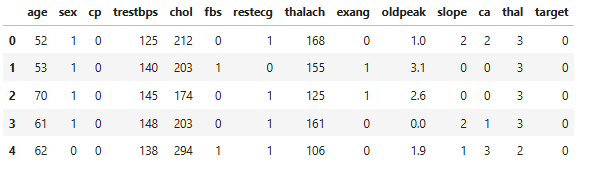 age sex cp trestbps chol fbs restecg thalach exang oldpeak slope ca thal target
0 52 1 0 125 212 0 1 168 0 1.0 2 2 3 0
1 53 1 0 140 203 1 0 155 1 3.1 0 0 3 0
2 70 1 0 145 174 0 1 125 1 2.6 0 0 3 0
3 61 1 0 148 203 0 1 161 0 0.0 2 1 3 0
4 62 0 0 138 294 1 1 106 0 1.9 1 3 2 0